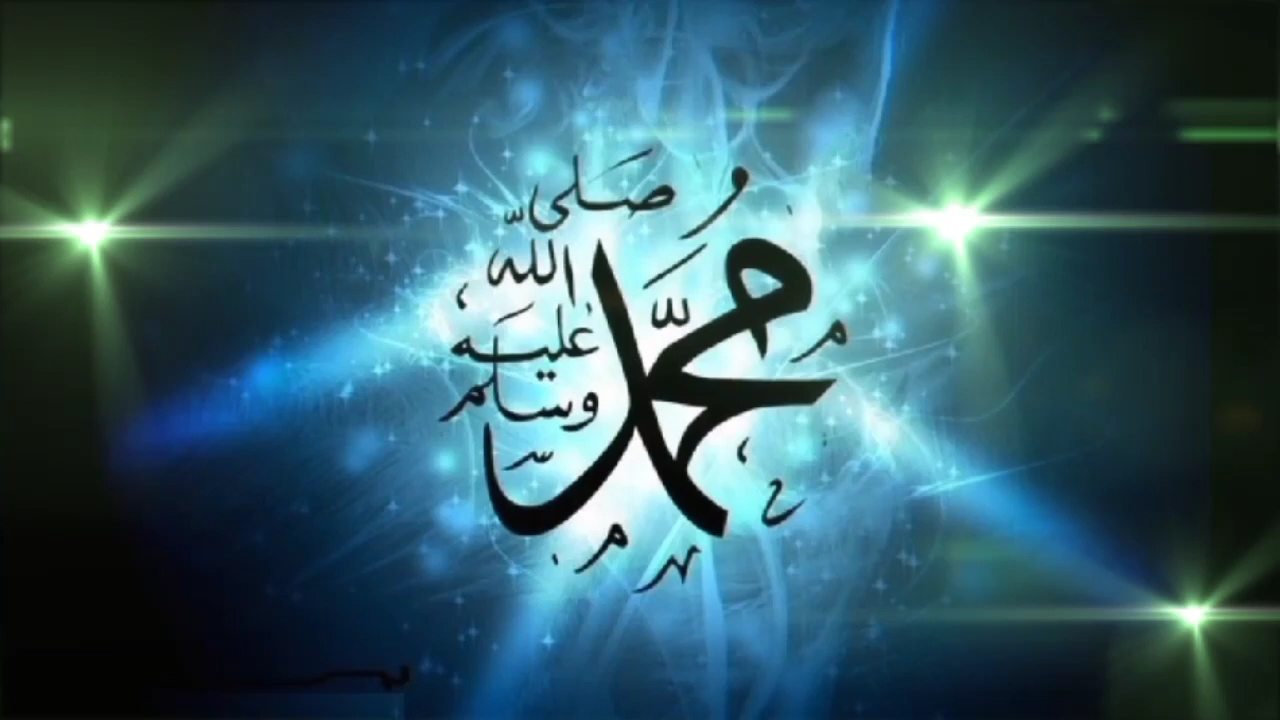 محمد
صلى
الله
عليه
وسلم